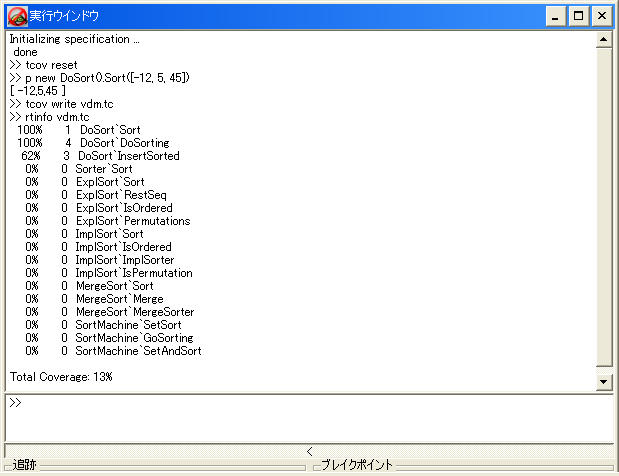 実行ウインドウ
Initializing specification ...
done
>> tcov reset
>> p new DoSort().Sort([-12, 5, 45])
[ -12,5,45 ]
>> tcov write vdm.tc
>> rtinfo vdm.tc
100% 1 DoSort`Sort
100% 4 DoSort`DoSorting
62% 3 DoSort`InsertSorted
0% 0 Sorter`Sort
0% 0 ExplSort`Sort
0% 0 ExplSort`RestSeq
0% 0 ExplSort`IsOrdered
0% 0 ExplSort`Permutations
0% 0 ImplSort`Sort
0% 0 ImplSort`IsOrdered
0% 0 ImplSort`ImplSorter
0% 0 ImplSort`IsPermutation
0% 0 MergeSort`Sort
0% 0 MergeSort`Merge
0% 0 MergeSort`MergeSorter
0% 0 SortMachine`SetSort
0% 0 SortMachine`GoSorting
0% 0 SortMachine`SetAndSort
Total Coverage: 13%
>>
<
追跡 ブレイクポイント